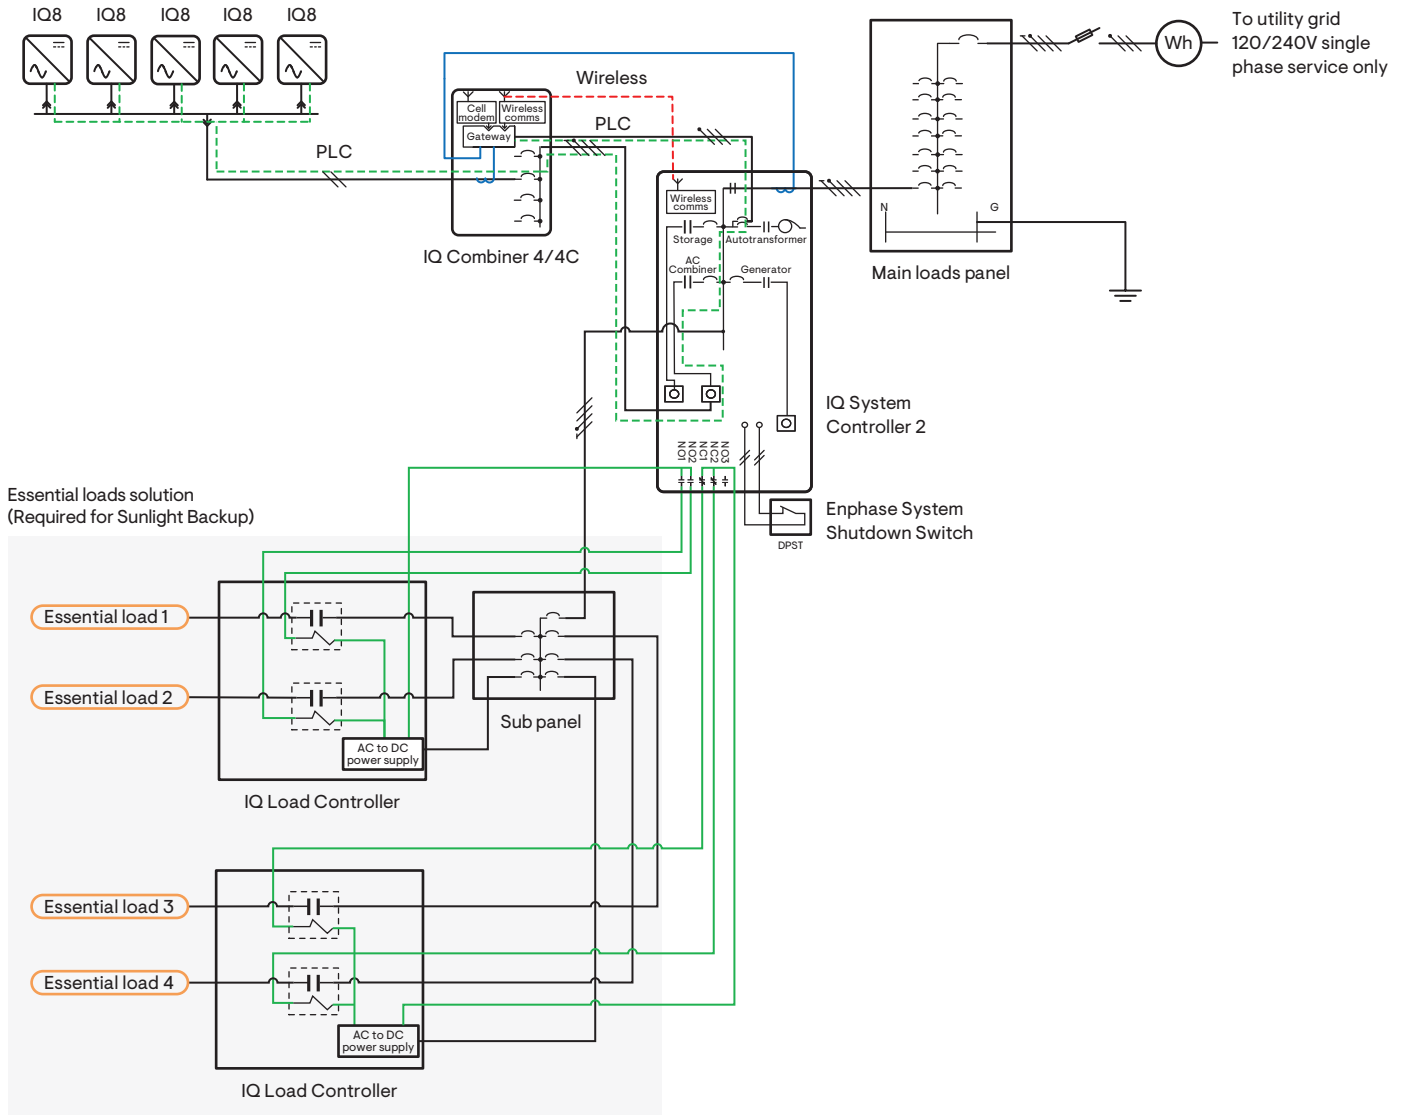 IQ8
IQ8
IQ8
IQ8
IQ8
To utility grid
120/240V single
phase service only
Wh
Wireless
Cell
modem
Wireless
comms
Gateway
PLC
PLC
IQ Combiner 4/4C
Wireless
comms
Storage
Autotransformer
AC
Combiner
Generator
N
G
Main loads panel
IQ System
Controller 2
NO1
NO2
NC1
NC2
NO3
Enphase System
Shutdown Switch
DPST
Essential loads solution
(Required for Sunlight Backup)
Essential load 1
Essential load 2
AC to DC
power supply
Sub panel
IQ Load Controller
Essential load 3
Essential load 4
AC to DC
power supply
IQ Load Controller